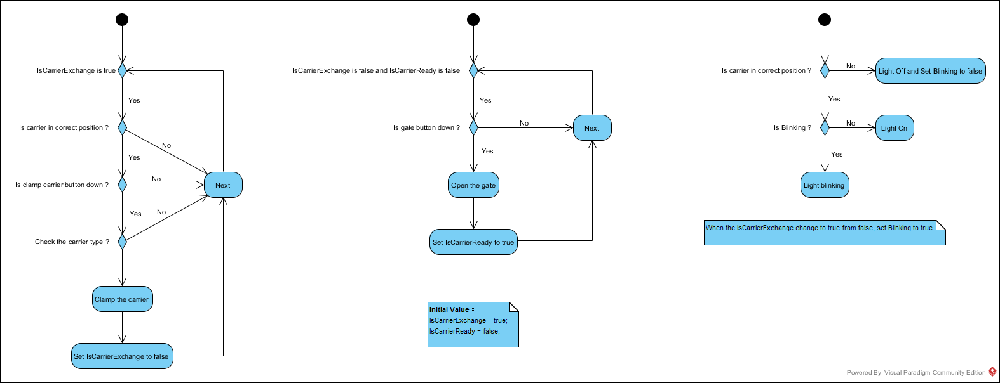 IsCarrierExchange is true
Yes
Is carrier in correct position ?
No
Yes
Is clamp carrier button down ?
No
Next
Yes
No
Check the carrier type ?
Clamp the carrier
Set IsCarrierExchange to false
IsCarrierExchange is false and IsCarrierReady is false
Yes
Is gate button down ?
No
Next
Yes
Open the gate
Set IsCarrierReady to true
Initial Value：
IsCarrierExchange = true;
IsCarrierReady = false;
Is carrier in correct position ?
No
Light Off and Set Blinking to false
Yes
Is Blinking ?
No
Light On
Yes
Light blinking
When the IsCarrierExchange change to true from false, set Blinking to true.
Powered By Visual Paradigm Community Edition